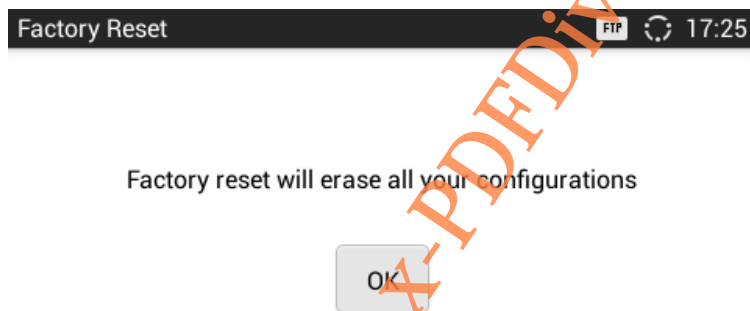 Factory Reset FTP 17:25
Factory reset will erase all your configurations
OK
x-PDFDiv